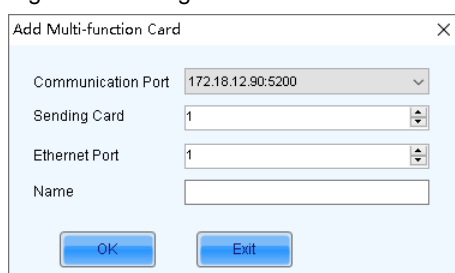 Add Multi-function Card
Communication Port 172.18.12.90:5200
Sending Card 1
Ethernet Port 1
Name
OK Exit